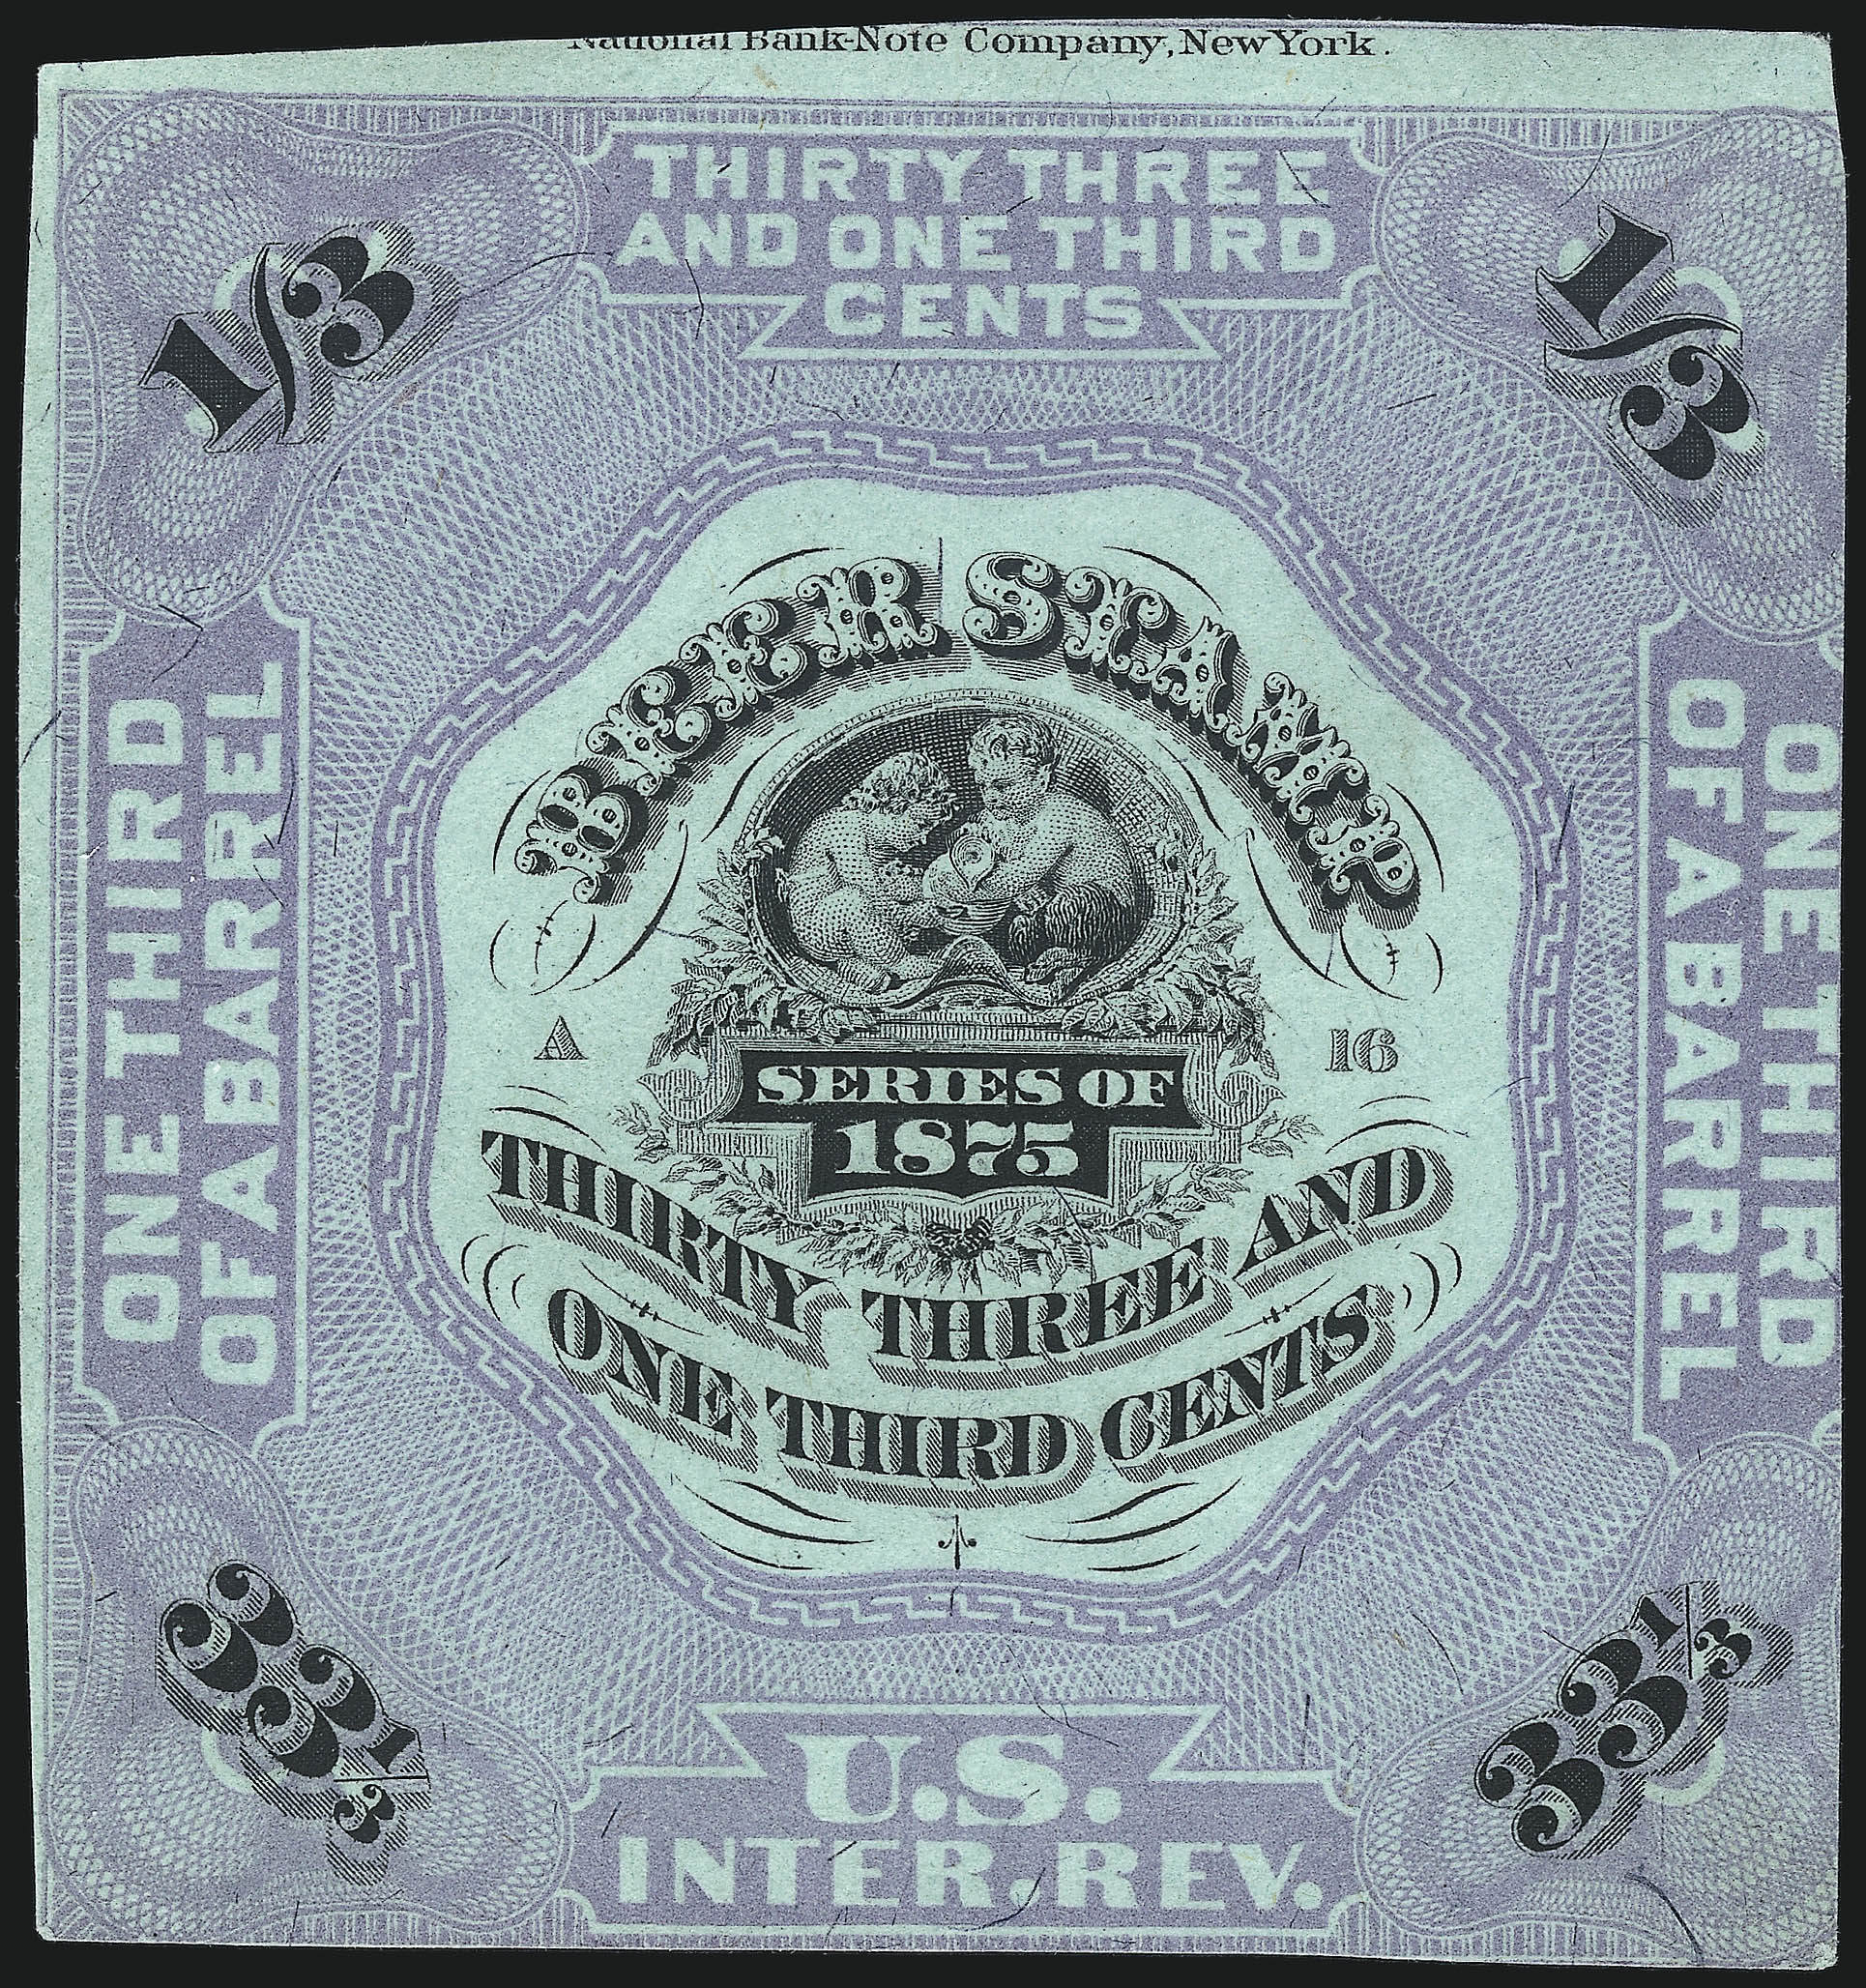 National Bank-Note Company, New York.
THIRTY THREE
AND ONE THIRD
CENTS
1/3
1/3
ONE THIRD
OF A BARREL
ONE THIRD
OF A BARREL
BEER STAMP
A
16
SERIES OF
1875
THIRTY THREE AND
ONE THIRD CENTS
33 1/3
33 1/3
U.S.
INTER. REV.